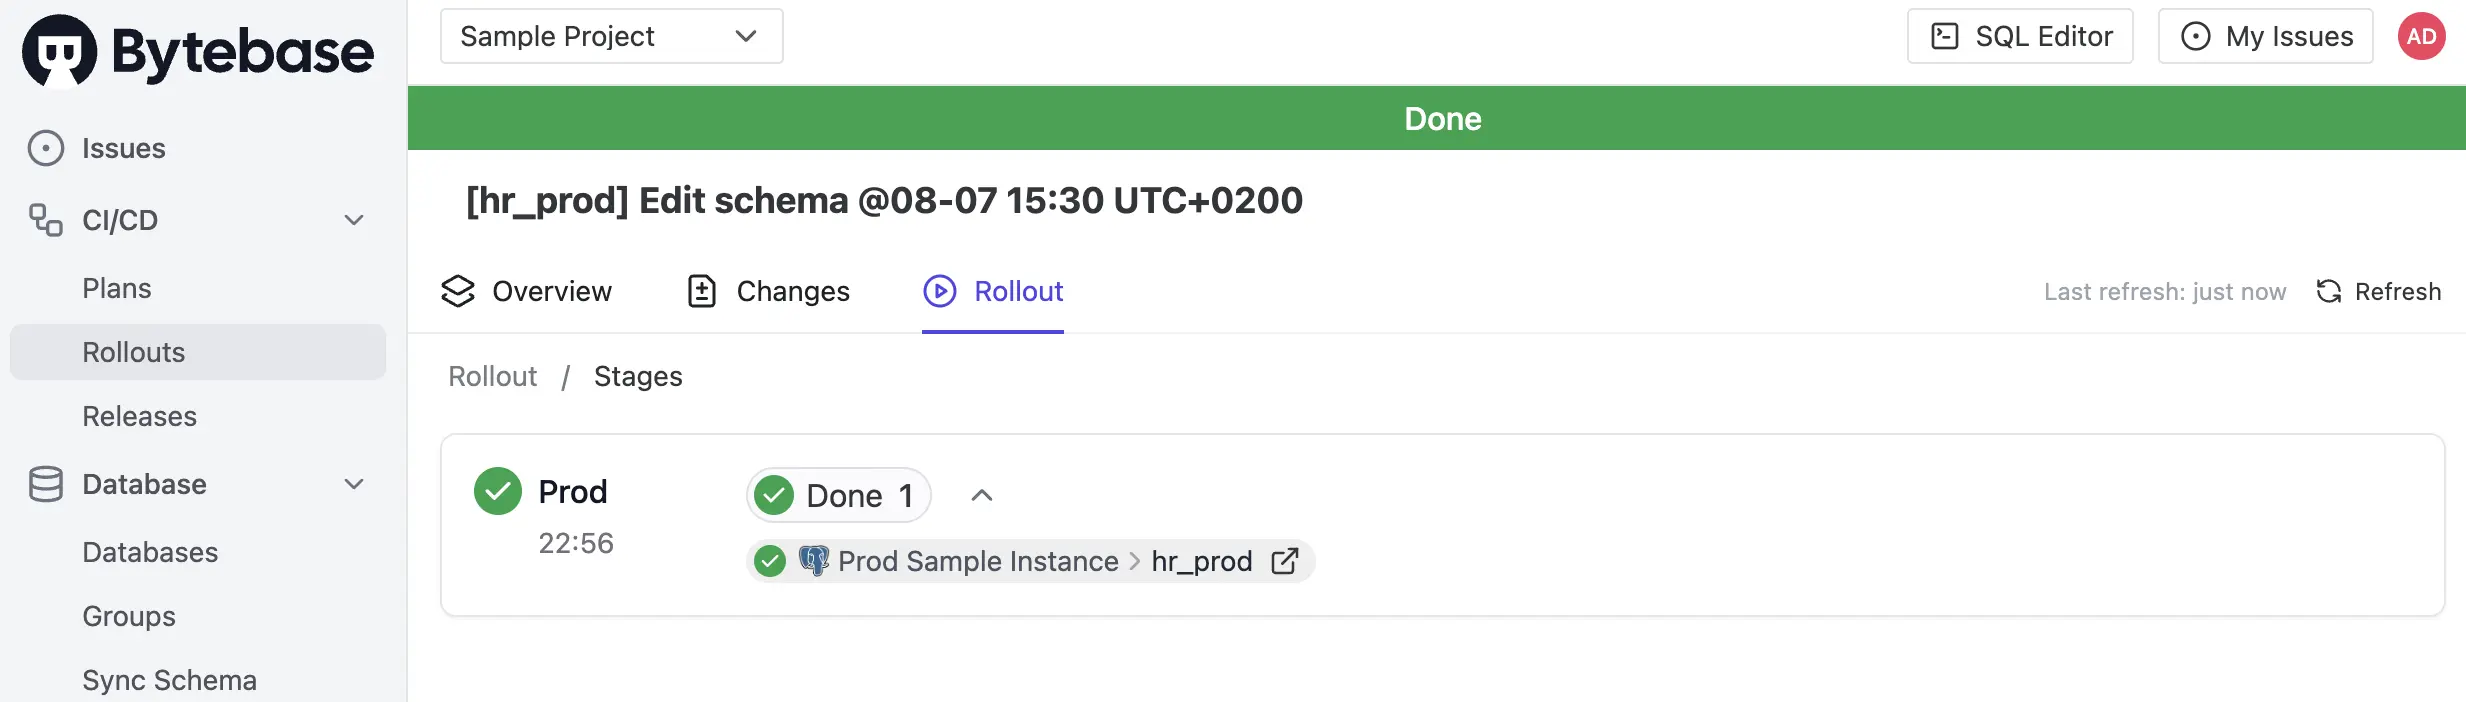 Bytebase
Sample Project
SQL Editor
My Issues
AD
Done
Issues
CI/CD
Plans
Rollouts
Releases
Database
Databases
Groups
Sync Schema
[hr_prod] Edit schema @08-07 15:30 UTC+0200
Overview
Changes
Rollout
Last refresh: just now
Refresh
Rollout / Stages
Prod
22:56
Done 1
Prod Sample Instance > hr_prod